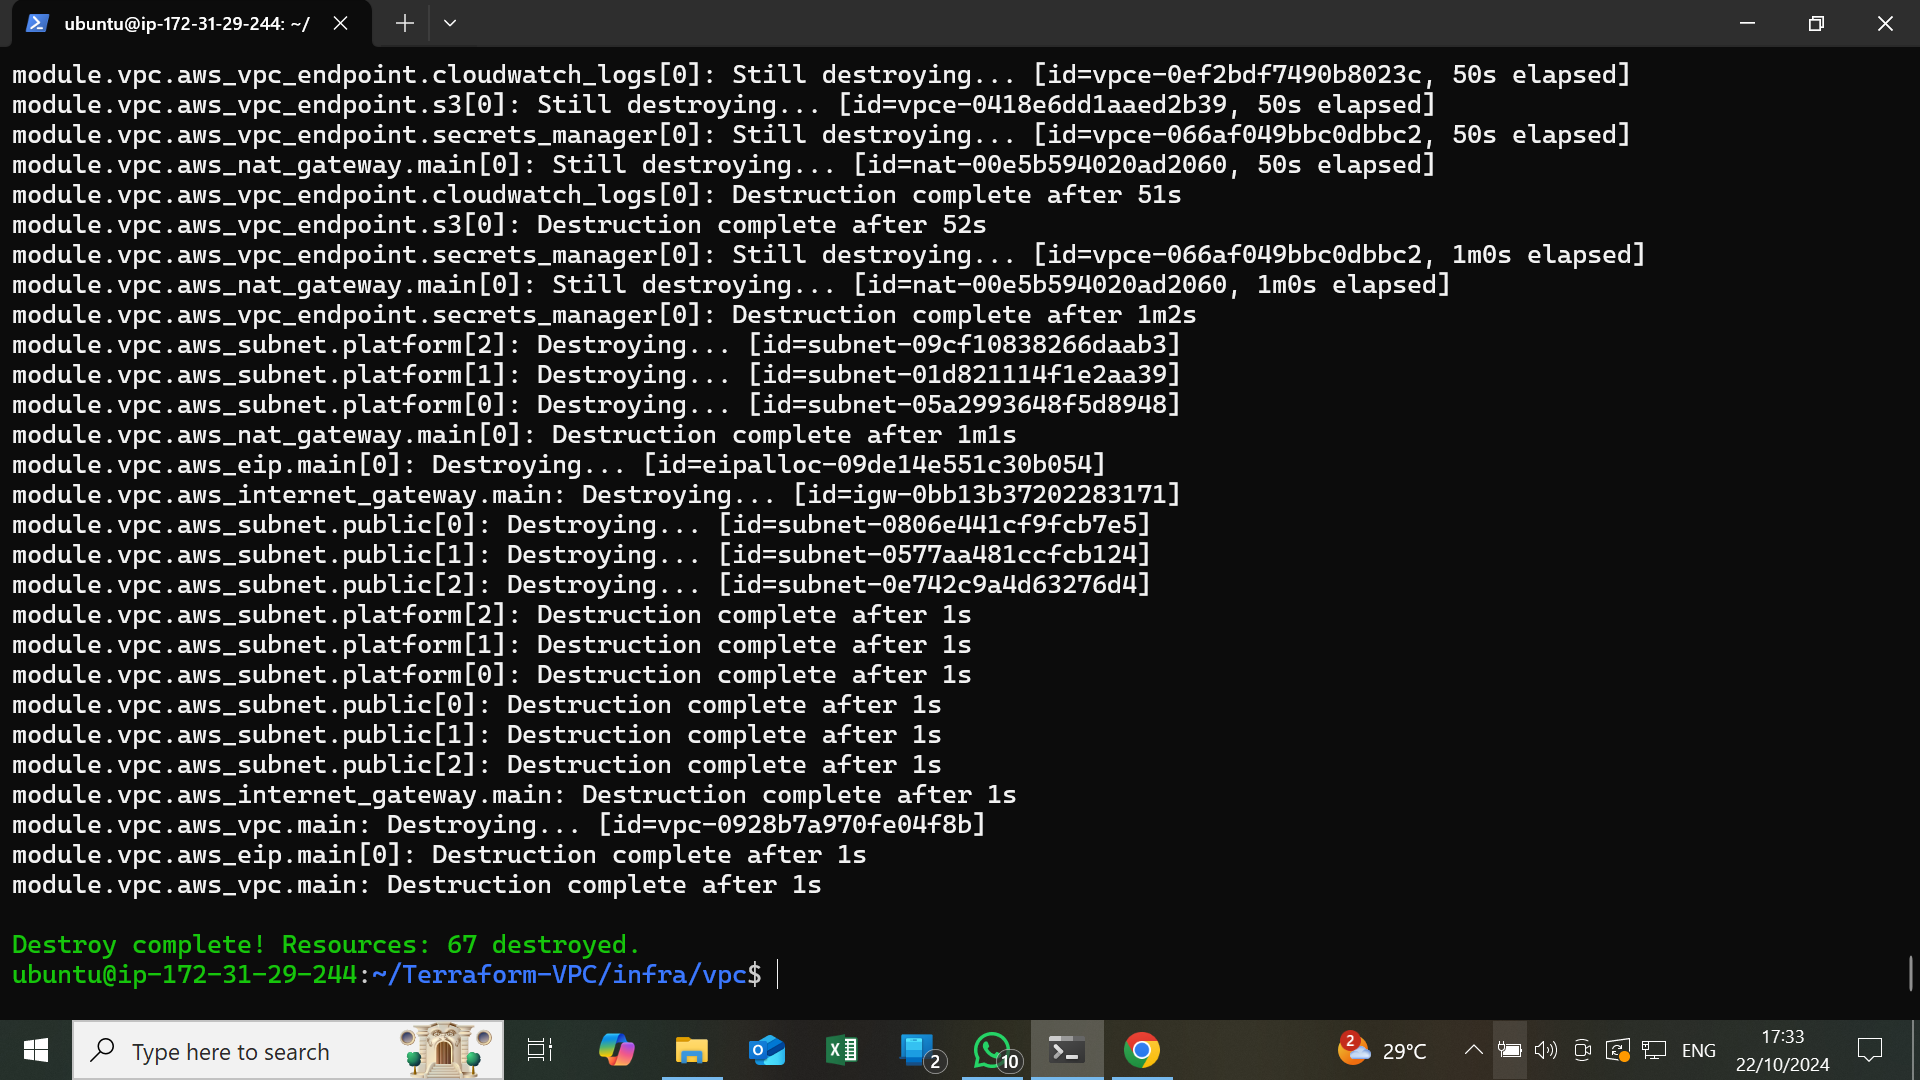 ubuntu@ip-172-31-29-244: ~/
module.vpc.aws_vpc_endpoint.cloudwatch_logs[0]: Still destroying... [id=vpce-0ef2bdf7490b8023c, 50s elapsed]
module.vpc.aws_vpc_endpoint.s3[0]: Still destroying... [id=vpce-0418e6dd1aaed2b39, 50s elapsed]
module.vpc.aws_vpc_endpoint.secrets_manager[0]: Still destroying... [id=vpce-066af049bbc0dbbc2, 50s elapsed]
module.vpc.aws_nat_gateway.main[0]: Still destroying... [id=nat-00e5b594020ad2060, 50s elapsed]
module.vpc.aws_vpc_endpoint.cloudwatch_logs[0]: Destruction complete after 51s
module.vpc.aws_vpc_endpoint.s3[0]: Destruction complete after 52s
module.vpc.aws_vpc_endpoint.secrets_manager[0]: Still destroying... [id=vpce-066af049bbc0dbbc2, 1m0s elapsed]
module.vpc.aws_nat_gateway.main[0]: Still destroying... [id=nat-00e5b594020ad2060, 1m0s elapsed]
module.vpc.aws_vpc_endpoint.secrets_manager[0]: Destruction complete after 1m2s
module.vpc.aws_subnet.platform[2]: Destroying... [id=subnet-09cf10838266daab3]
module.vpc.aws_subnet.platform[1]: Destroying... [id=subnet-01d821114f1e2aa39]
module.vpc.aws_subnet.platform[0]: Destroying... [id=subnet-05a2993648f5d8948]
module.vpc.aws_nat_gateway.main[0]: Destruction complete after 1m1s
module.vpc.aws_eip.main[0]: Destroying... [id=eipalloc-09de14e551c30b054]
module.vpc.aws_internet_gateway.main: Destroying... [id=igw-0bb13b37202283171]
module.vpc.aws_subnet.public[0]: Destroying... [id=subnet-0806e441cf9fcb7e5]
module.vpc.aws_subnet.public[1]: Destroying... [id=subnet-0577aa481ccfcb124]
module.vpc.aws_subnet.public[2]: Destroying... [id=subnet-0e742c9a4d63276d4]
module.vpc.aws_subnet.platform[2]: Destruction complete after 1s
module.vpc.aws_subnet.platform[1]: Destruction complete after 1s
module.vpc.aws_subnet.platform[0]: Destruction complete after 1s
module.vpc.aws_subnet.public[0]: Destruction complete after 1s
module.vpc.aws_subnet.public[1]: Destruction complete after 1s
module.vpc.aws_subnet.public[2]: Destruction complete after 1s
module.vpc.aws_internet_gateway.main: Destruction complete after 1s
module.vpc.aws_vpc.main: Destroying... [id=vpc-0928b7a970fe04f8b]
module.vpc.aws_eip.main[0]: Destruction complete after 1s
module.vpc.aws_vpc.main: Destruction complete after 1s
Destroy complete! Resources: 67 destroyed.
ubuntu@ip-172-31-29-244:~/Terraform-VPC/infra/vpc$
Type here to search
2
10
2
29°C
ENG
17:33
22/10/2024